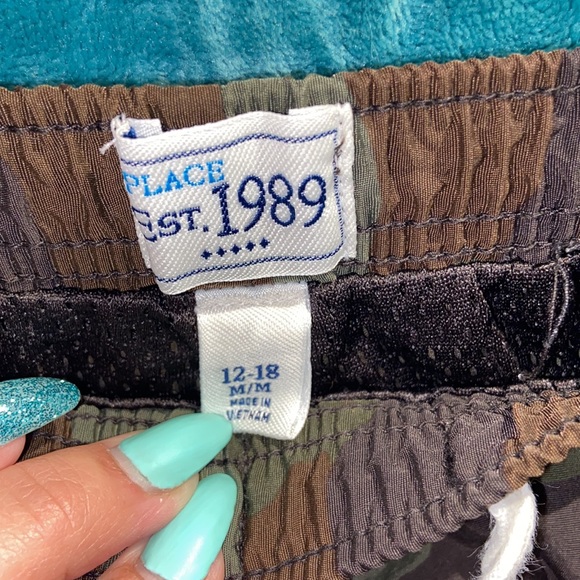 PLACE
EST. 1989
12-18
M/M
MADE IN
VIETNAM